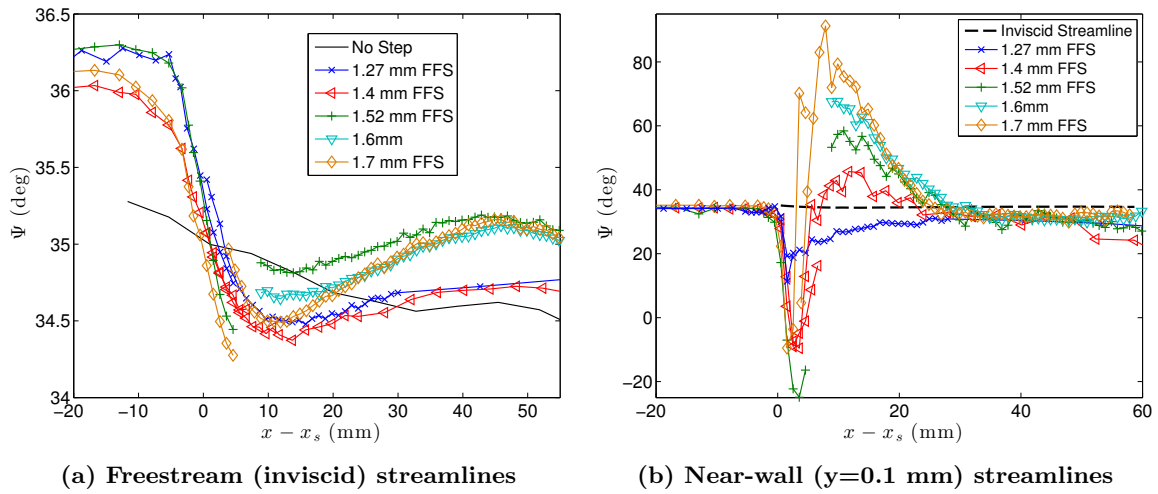 36.5
36
35.5
35
34.5
34
Ψ (deg)
-20
-10
0
10
20
30
40
50
x − x_s (mm)
No Step
1.27 mm FFS
1.4 mm FFS
1.52 mm FFS
1.6mm
1.7 mm FFS
(a) Freestream (inviscid) streamlines
100
80
60
40
20
0
-20
Ψ (deg)
-20
0
20
40
60
x − x_s (mm)
Inviscid Streamline
1.27 mm FFS
1.4 mm FFS
1.52 mm FFS
1.6mm
1.7 mm FFS
(b) Near-wall (y=0.1 mm) streamlines